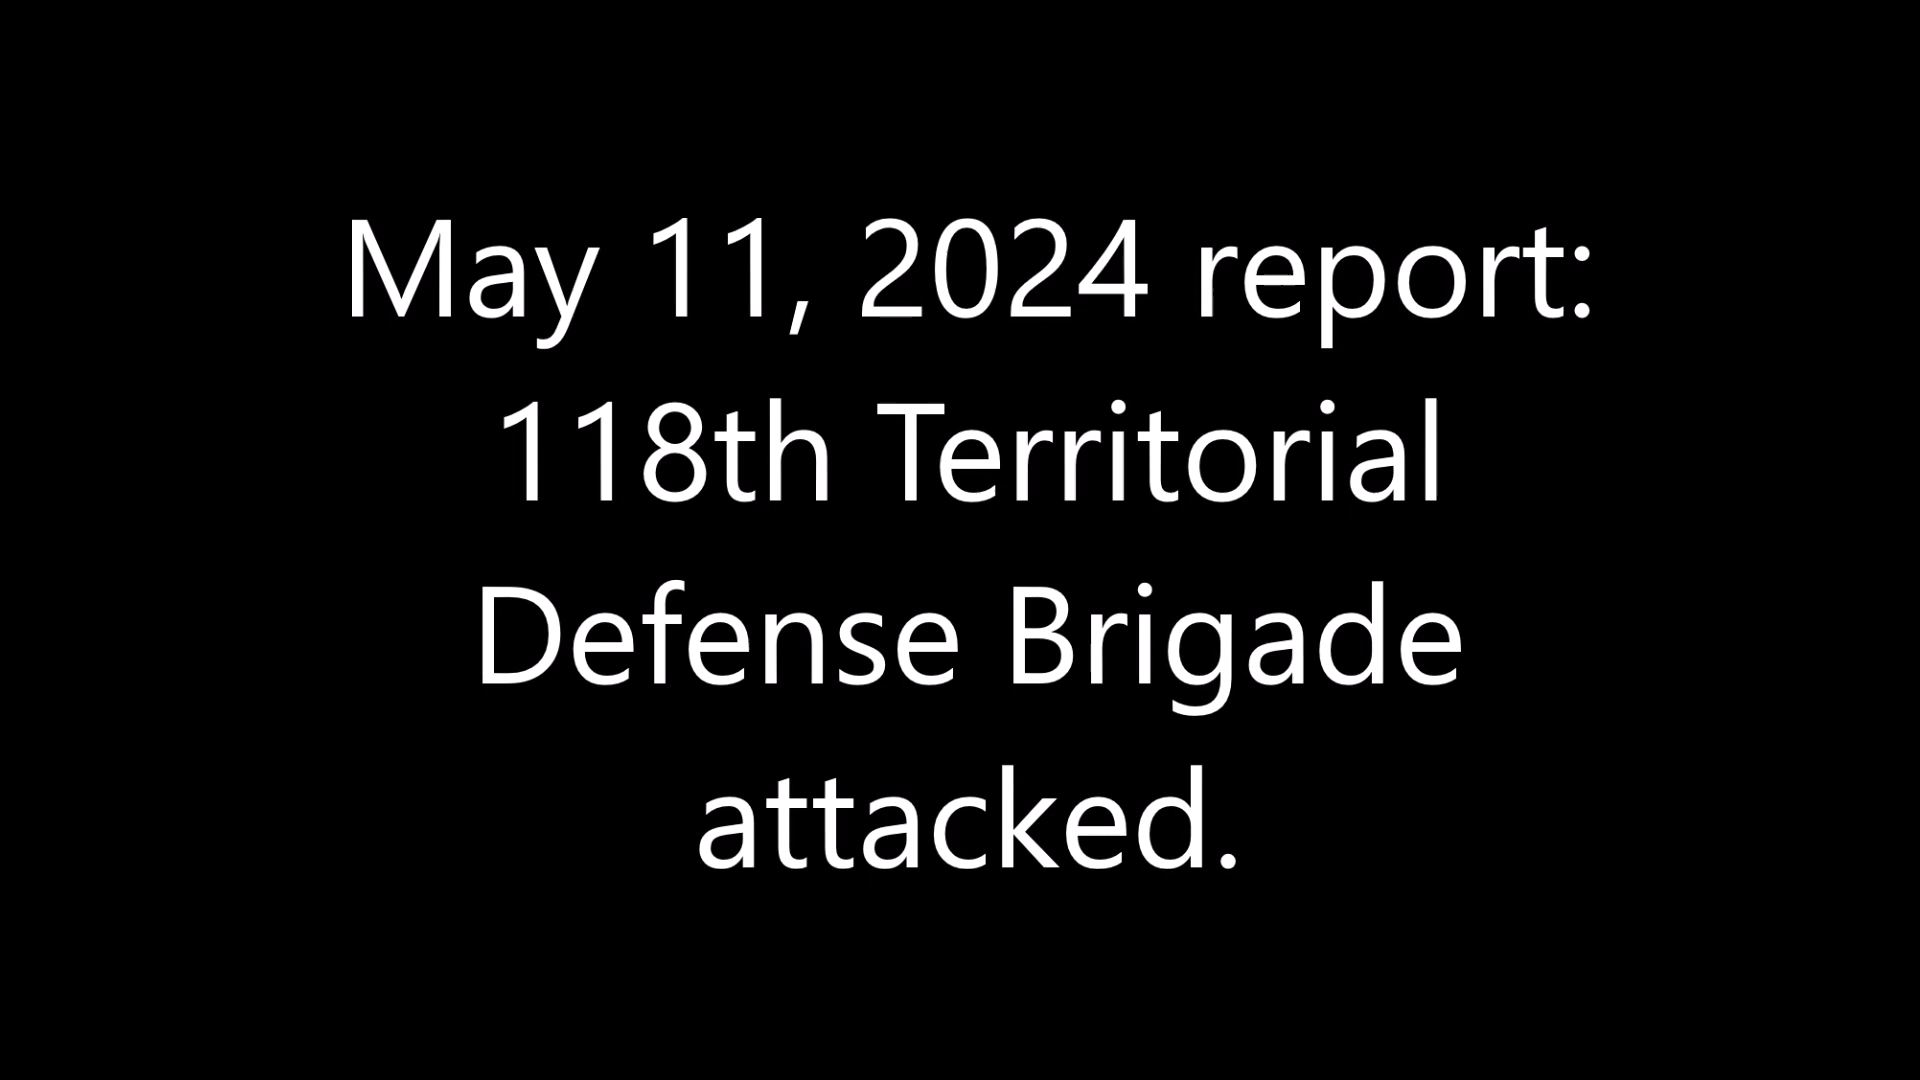 May 11, 2024 report:
118th Territorial
Defense Brigade
attacked.